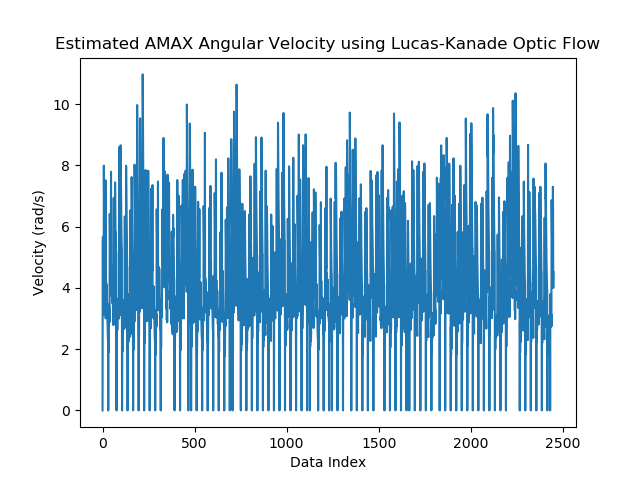 Estimated AMAX Angular Velocity using Lucas-Kanade Optic Flow
Velocity (rad/s)
10
8
6
4
2
0
0 500 1000 1500 2000 2500
Data Index